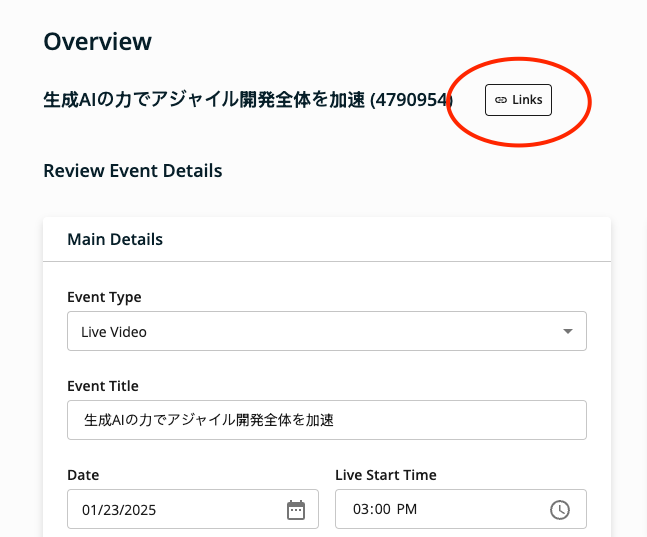 Overview
生成AIの力でアジャイル開発全体を加速 (4790954) Links
Review Event Details
Main Details
Event Type
Live Video
Event Title
生成AIの力でアジャイル開発全体を加速
Date Live Start Time
01/23/2025 03:00 PM